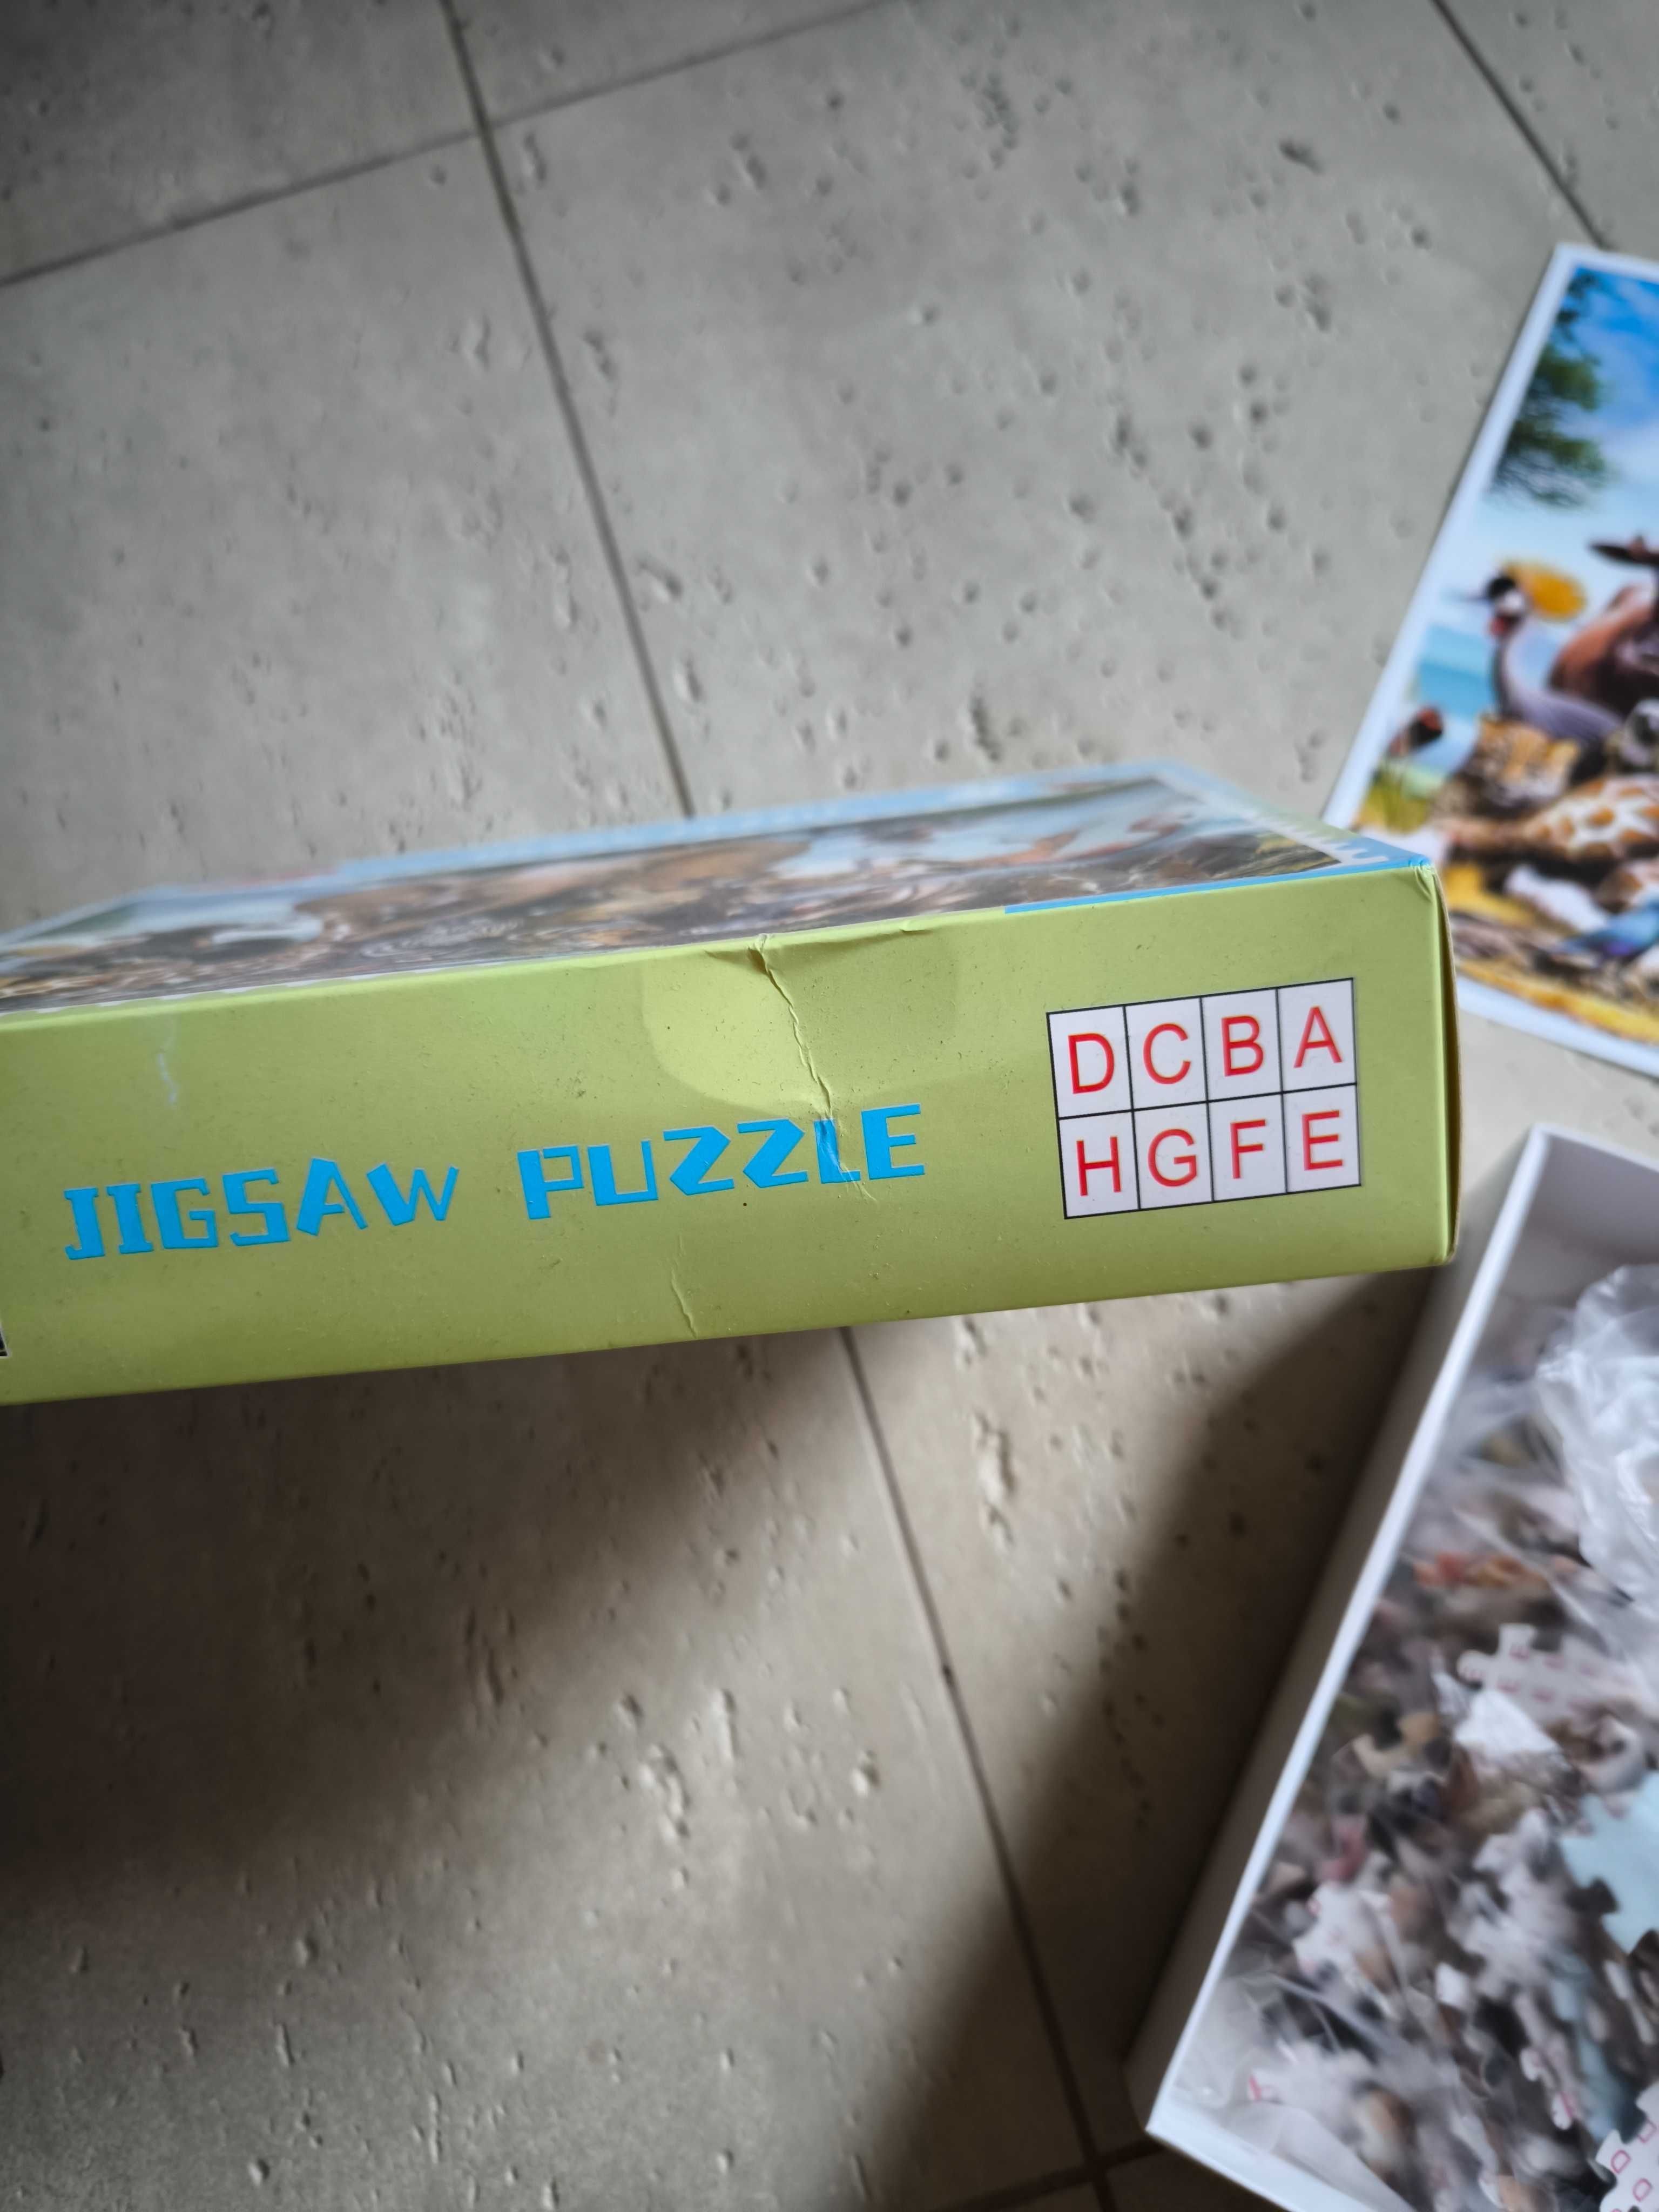 JIGSAW PUZZLE
D C B A
H G F E